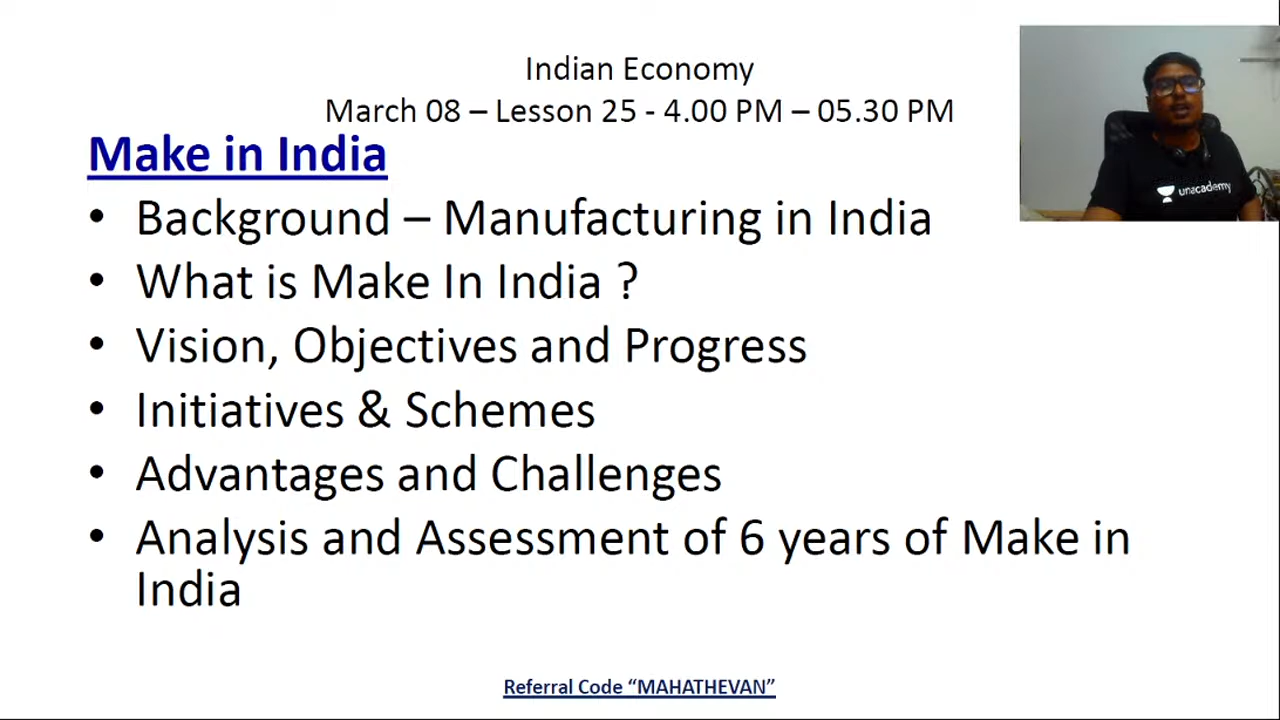 Indian Economy
March 08 – Lesson 25 - 4.00 PM – 05.30 PM
Make in India
• Background – Manufacturing in India
• What is Make In India ?
• Vision, Objectives and Progress
• Initiatives & Schemes
• Advantages and Challenges
• Analysis and Assessment of 6 years of Make in
India
unacademy
Referral Code “MAHATHEVAN”